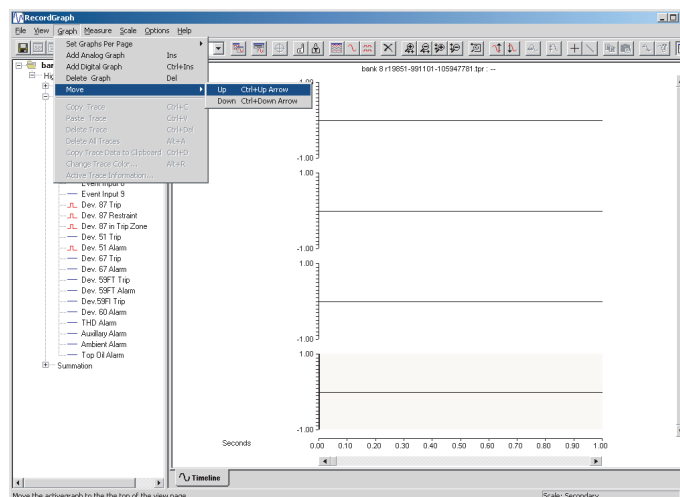 RecordGraph
File View Graph Measure Scale Options Help
Set Graphs Per Page
Add Analog Graph Ins
Add Digital Graph Ctrl+Ins
Delete Graph Del
Move
Up Ctrl+Up Arrow
Down Ctrl+Down Arrow
Copy Trace Ctrl+C
Paste Trace Ctrl+V
Delete Trace Ctrl+Del
Delete All Traces Alt+A
Copy Trace Data to Clipboard Ctrl+D
Change Trace Color... Alt+R
Active Trace Information...
Event Input 9
Dev. 87 Trip
Dev. 87 Restraint
Dev. 87 in Trip Zone
Dev. 51 Trip
Dev. 51 Alarm
Dev. 67 Trip
Dev. 67 Alarm
Dev. 59FT Trip
Dev. 59FT Alarm
Dev.59FI Trip
Dev. 60 Alarm
THD Alarm
Auxillary Alarm
Ambient Alarm
Top Oil Alarm
Summation
bank 8 r19851-991101-105947781.tpr : --
-1.00
1.00
-1.00
1.00
-1.00
1.00
-1.00
Seconds
0.00 0.10 0.20 0.30 0.40 0.50 0.60 0.70 0.80 0.90 1.00
Timeline
Move the activegraph to the the top of the view page
Scale: Secondary